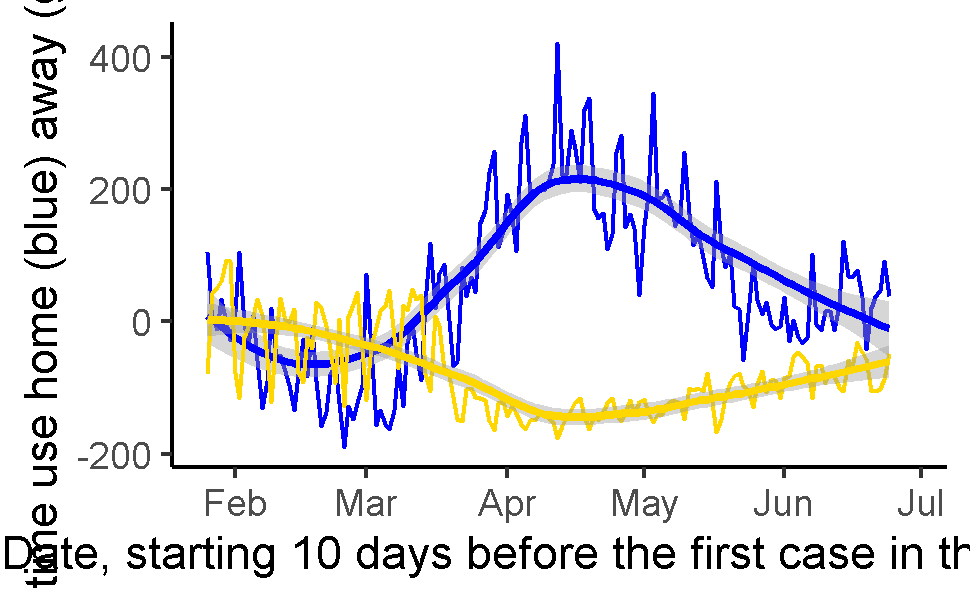 time use home (blue) away (
400
200
0
-200
Feb Mar Apr May Jun Jul
Date, starting 10 days before the first case in th